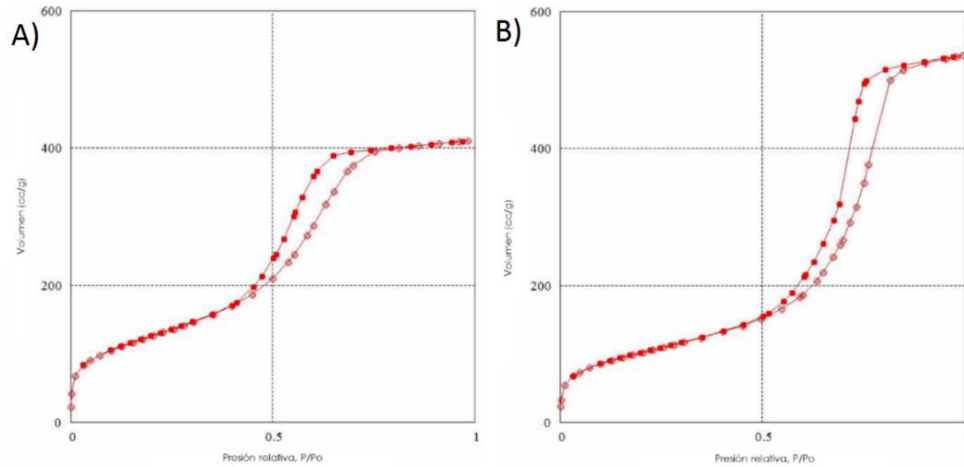 A)
600
400
200
0
Volumen (cc/g)
0
0.5
1
Presión relativa, P/Po
B)
600
400
200
0
Volumen (cc/g)
0
0.5
Presión relativa, P/Po